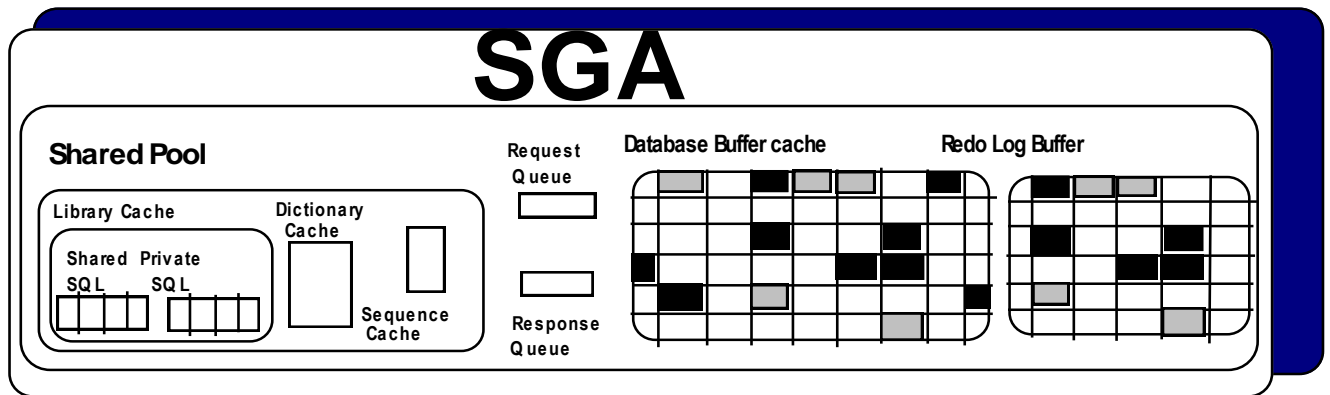 SGA
Shared Pool
Library Cache
Shared Private
SQL SQL
Dictionary
Cache
Sequence
Cache
Request
Queue
Response
Queue
Database Buffer cache
Redo Log Buffer